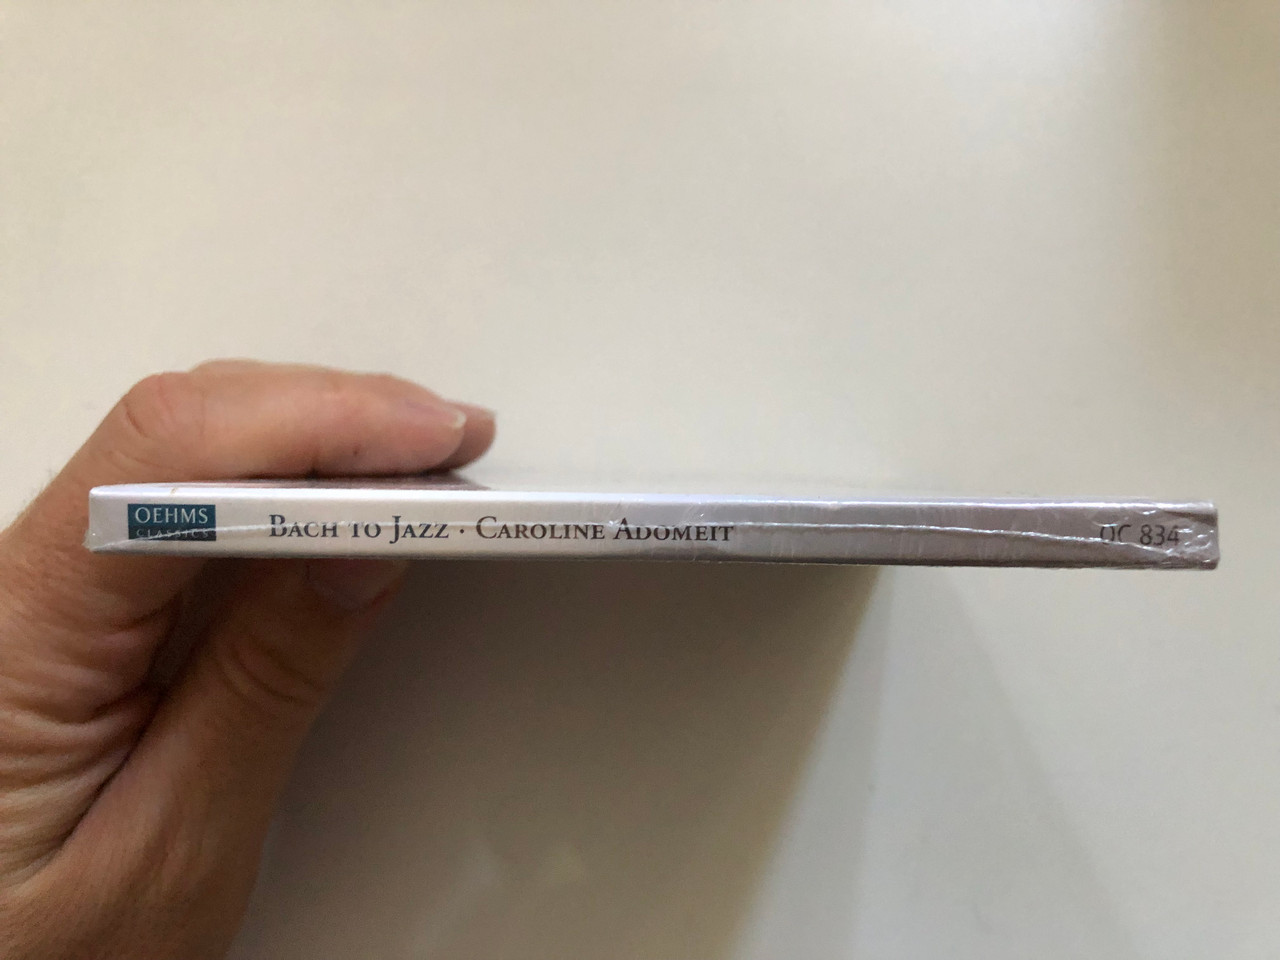 OEHMS
CLASSICS
BACH TO JAZZ · CAROLINE ADOMEIT
OC 834